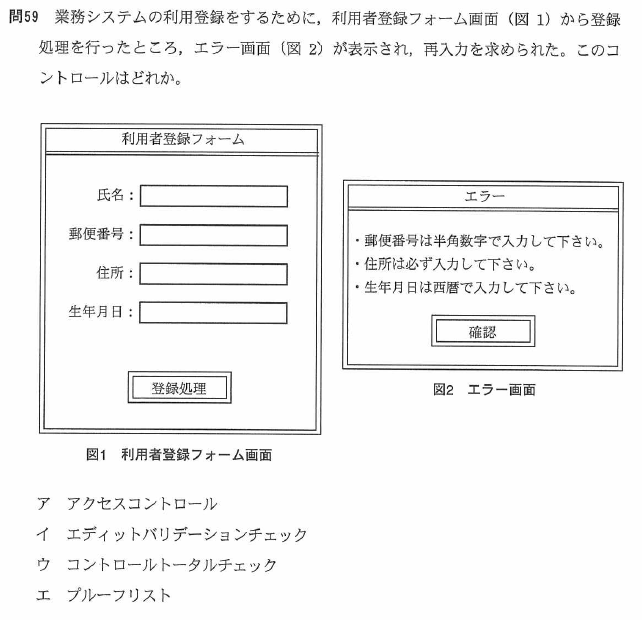 問59 業務システムの利用登録をするために，利用者登録フォーム画面（図 1）から登録
処理を行ったところ，エラー画面（図 2）が表示され，再入力を求められた。このコ
ントロールはどれか。
利用者登録フォーム
氏名：
郵便番号：
住所：
生年月日：
登録処理
図1 利用者登録フォーム画面
エラー
・郵便番号は半角数字で入力して下さい。
・住所は必ず入力して下さい。
・生年月日は西暦で入力して下さい。
確認
図2 エラー画面
ア アクセスコントロール
イ エディットバリデーションチェック
ウ コントロールトータルチェック
エ プルーフリスト